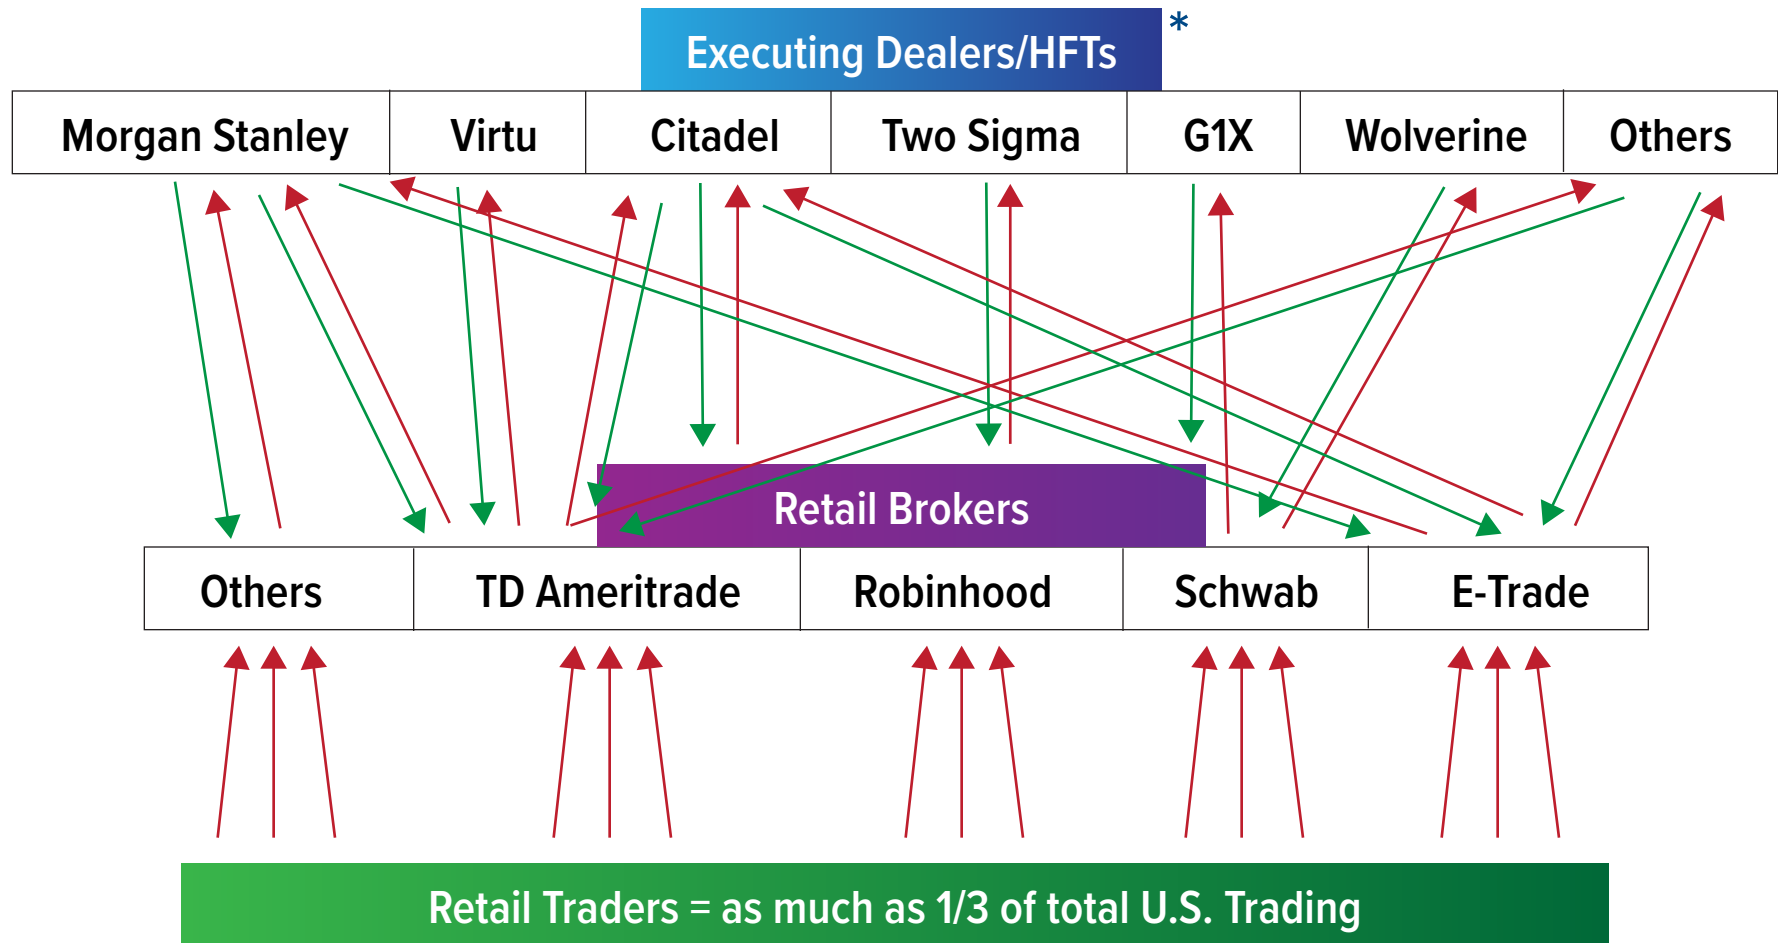 Executing Dealers/HFTs *
Morgan Stanley Virtu Citadel Two Sigma G1X Wolverine Others
Retail Brokers
Others TD Ameritrade Robinhood Schwab E-Trade
Retail Traders = as much as 1/3 of total U.S. Trading